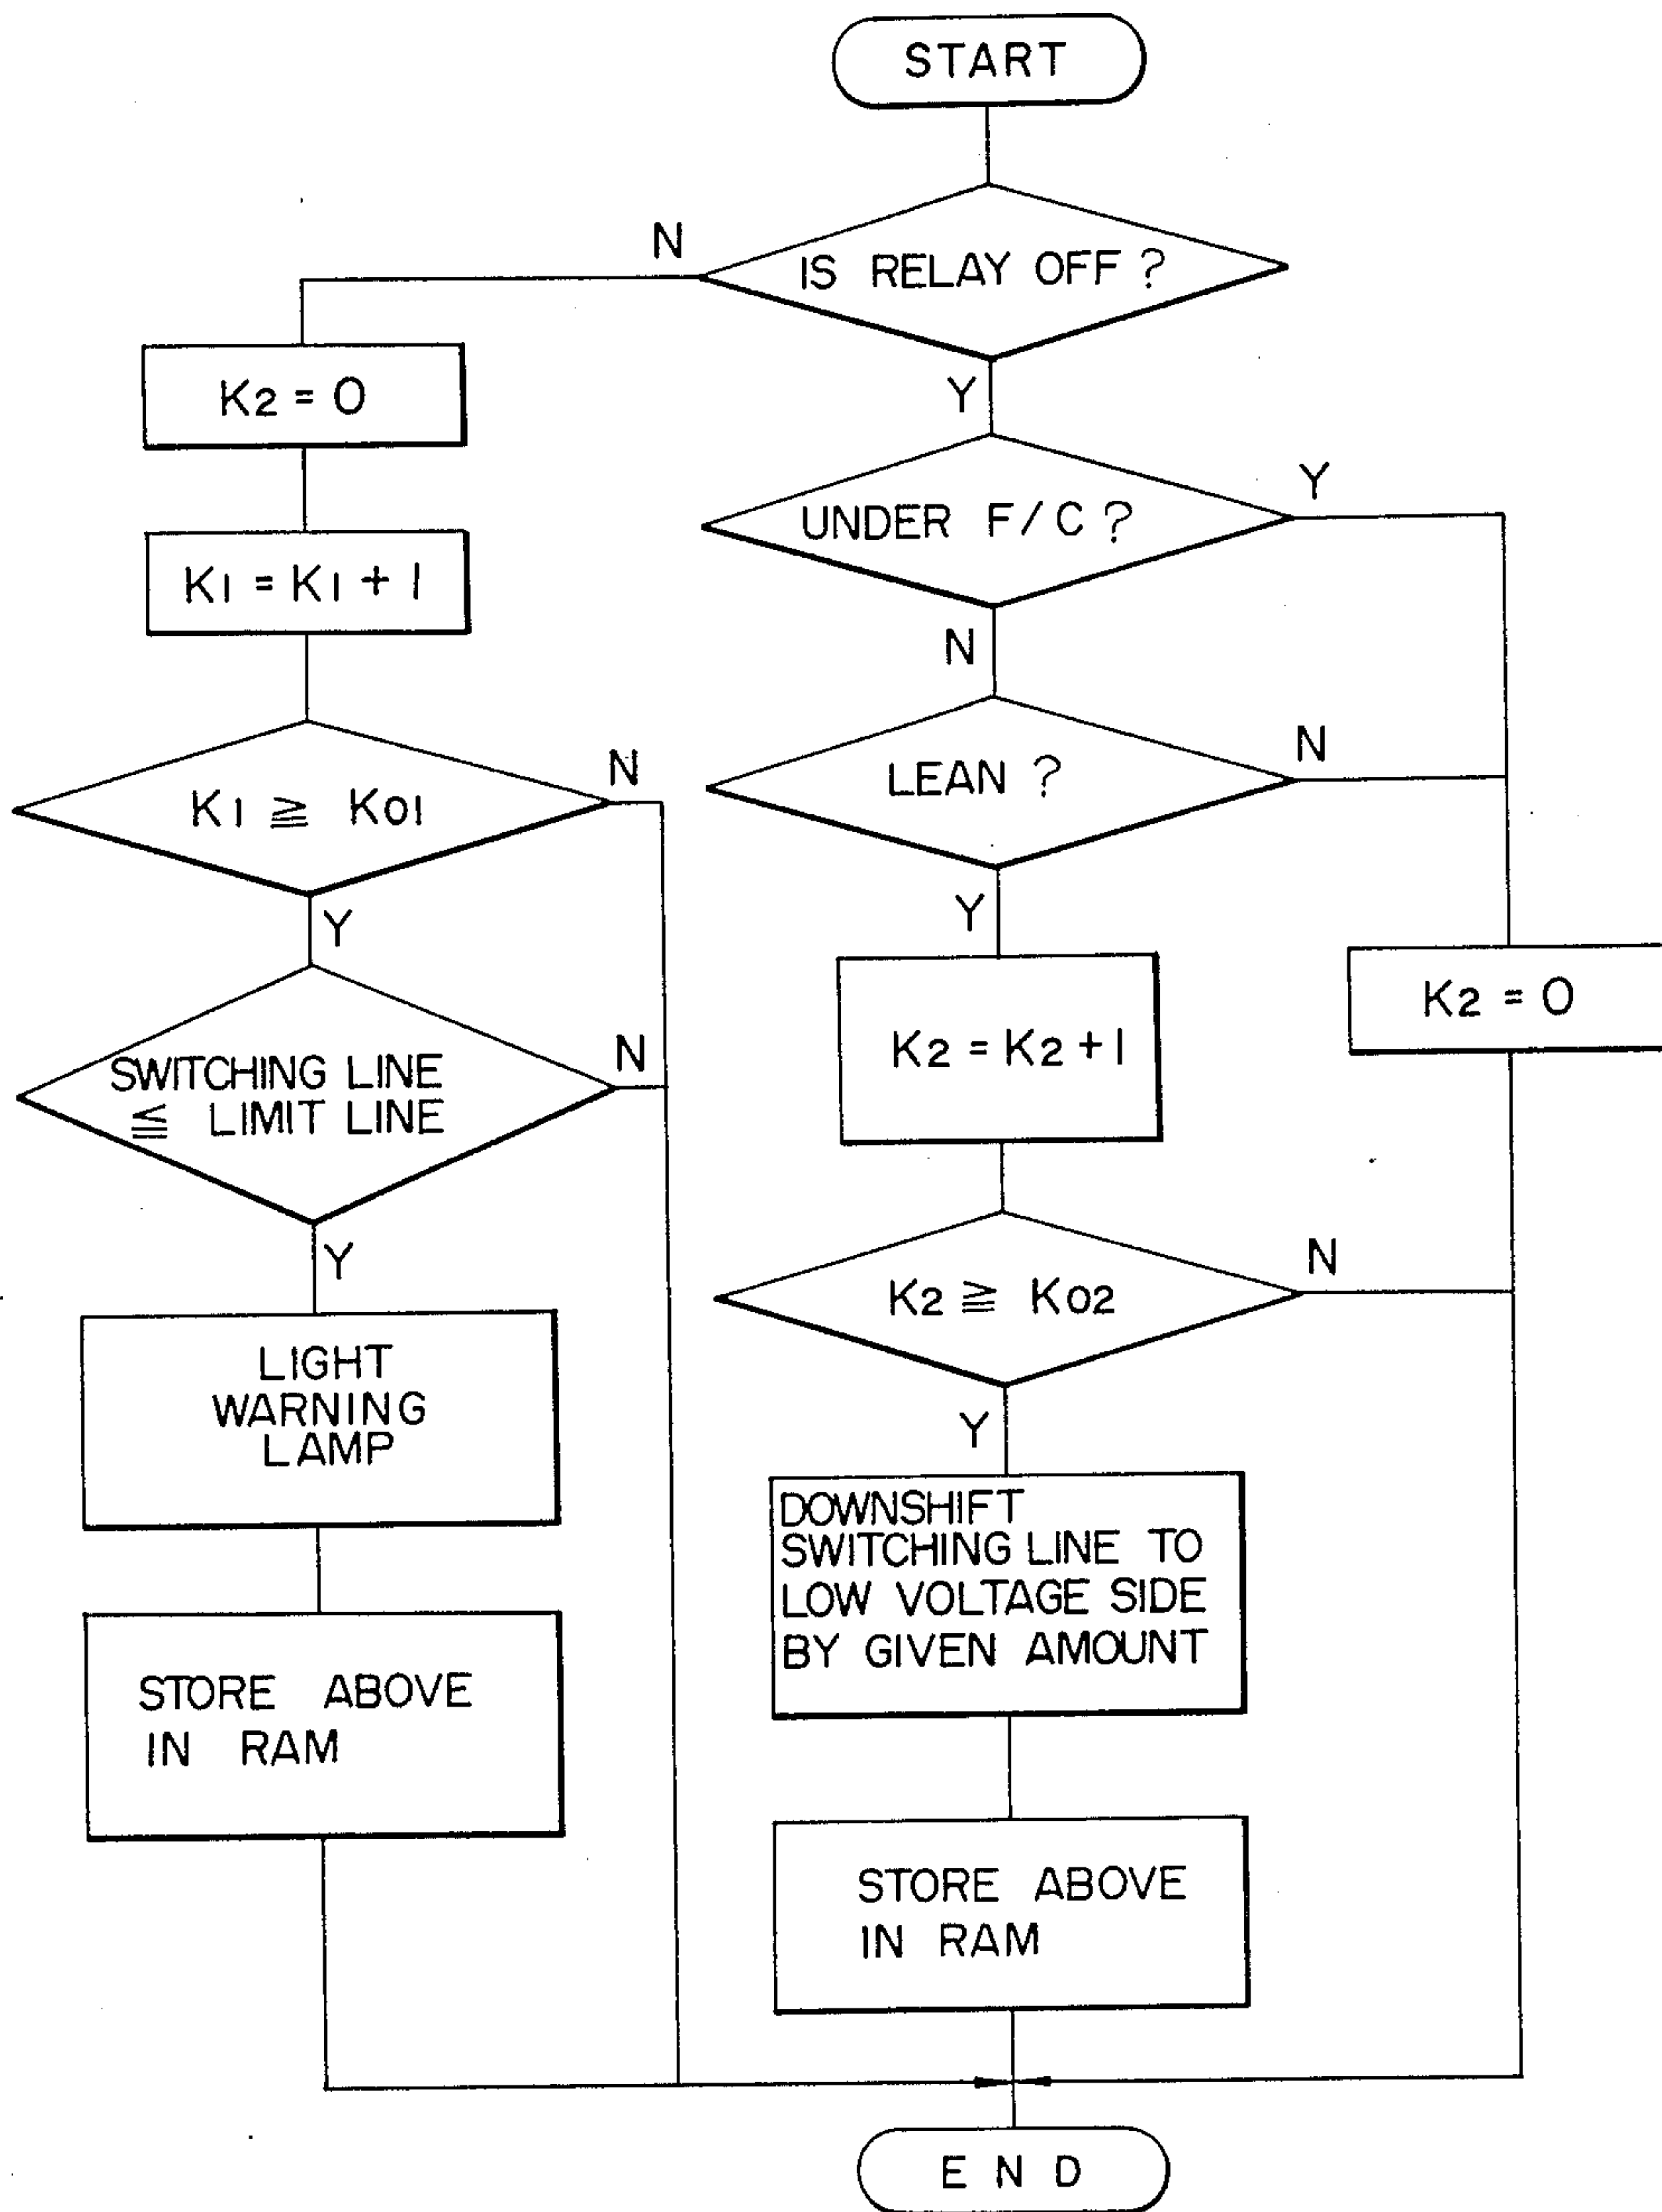 START
IS RELAY OFF ?
N
Y
K2 = 0
K1 = K1 + 1
K1 ≧ K01
N
Y
SWITCHING LINE
≦ LIMIT LINE
N
Y
LIGHT
WARNING
LAMP
STORE ABOVE
IN RAM
UNDER F/C ?
Y
N
LEAN ?
N
Y
K2 = K2 + 1
K2 = 0
K2 ≧ K02
N
Y
DOWNSHIFT
SWITCHING LINE TO
LOW VOLTAGE SIDE
BY GIVEN AMOUNT
STORE ABOVE
IN RAM
END